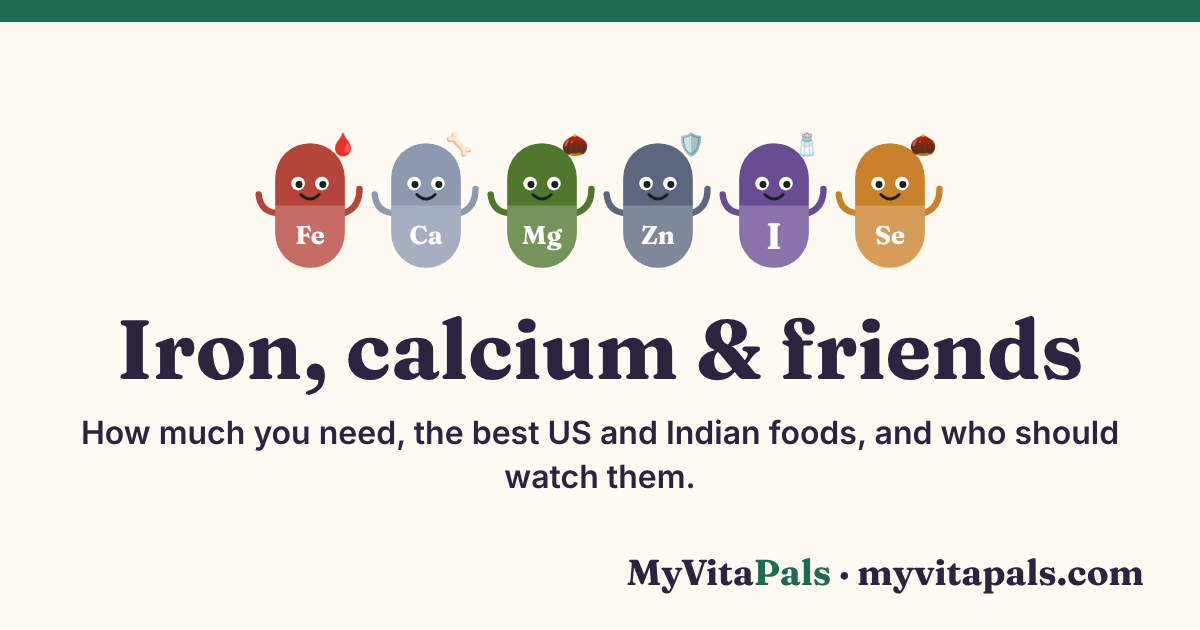 Fe Ca Mg Zn I Se
Iron, calcium & friends
How much you need, the best US and Indian foods, and who should
watch them.
MyVitaPals · myvitapals.com